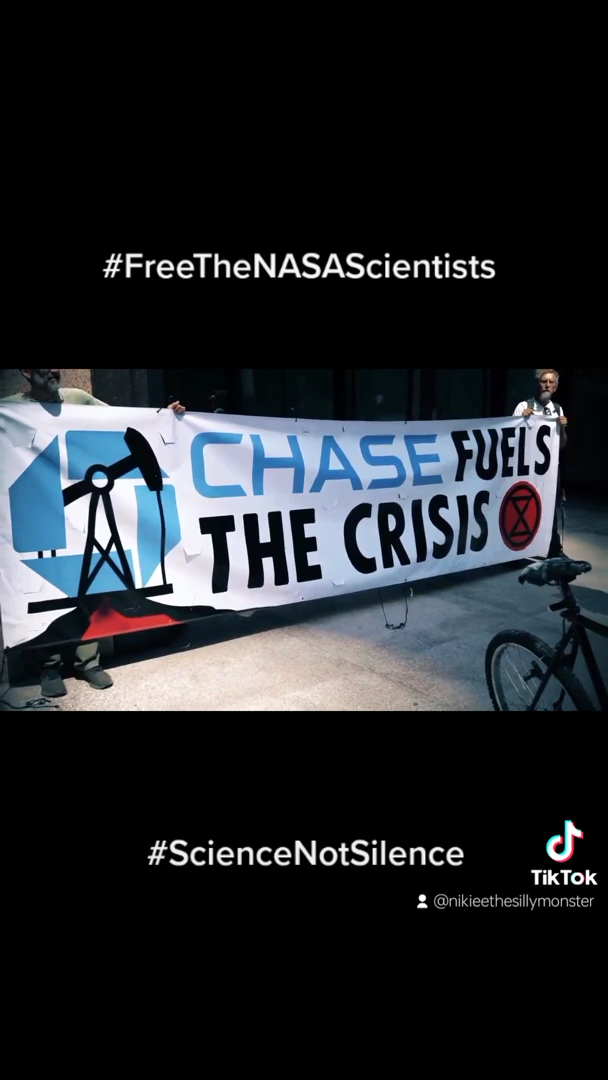 #FreeTheNASAScientists
CHASE FUELS
THE CRISIS
#ScienceNotSilence
TikTok
@nikieethesillymonster